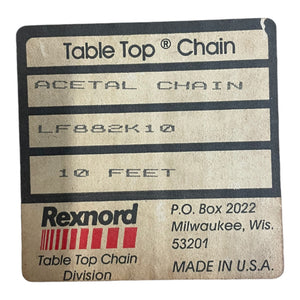 Table Top® Chain
ACETAL CHAIN
LF882K10
10 FEET
Rexnord
Table Top Chain
Division
P.O. Box 2022
Milwaukee, Wis.
53201
MADE IN U.S.A.